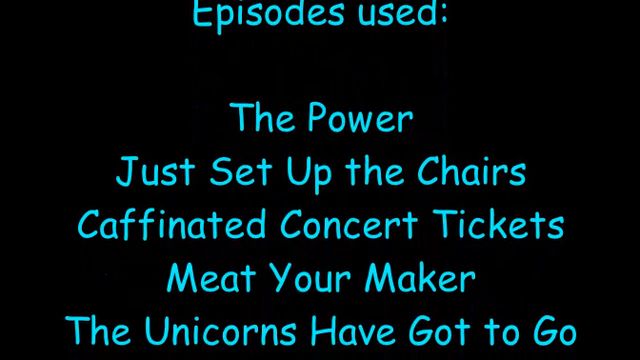 Episodes used:
The Power
Just Set Up the Chairs
Caffinated Concert Tickets
Meat Your Maker
The Unicorns Have Got to Go